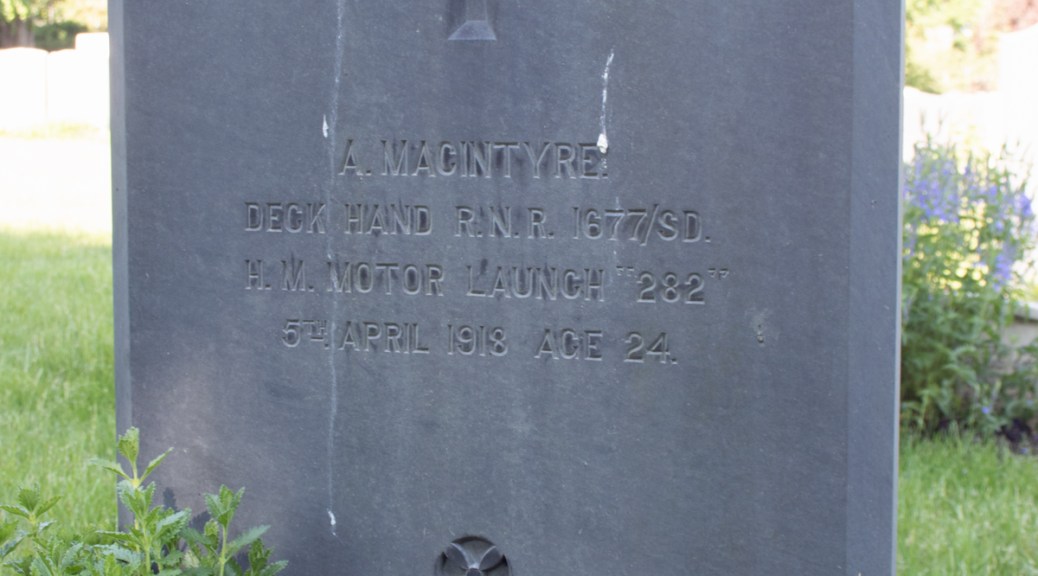 A. MACINTYRE.
DECK HAND R.N.R. 1677/SD.
H. M. MOTOR LAUNCH "282"
5TH. APRIL 1918 AGE 24.